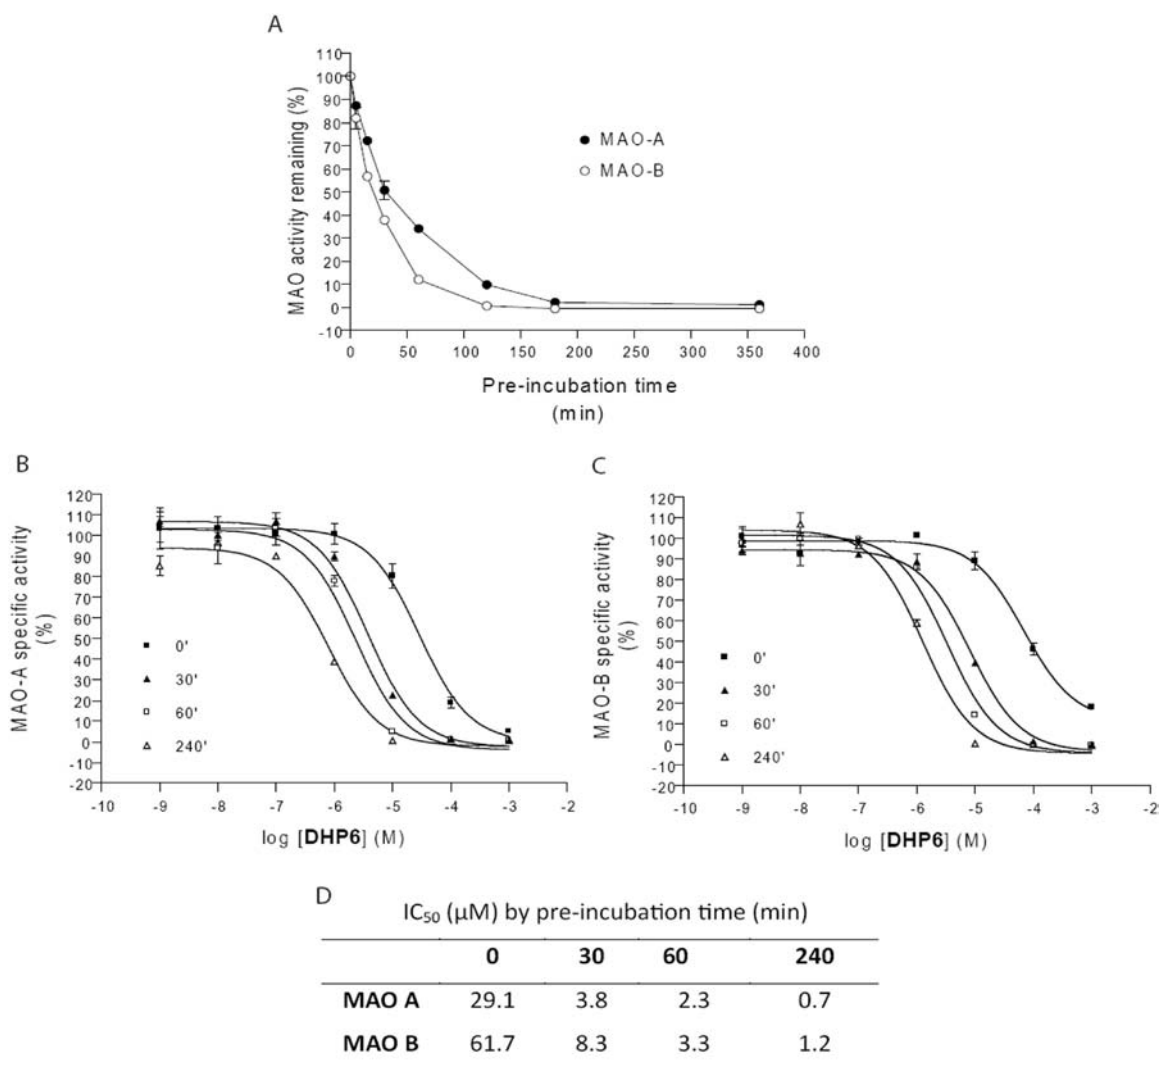 A
MAO activity remaining (%)
110
100
90
80
70
60
50
40
30
20
10
0
-10
MAO-A
MAO-B
0 50 100 150 200 250 300 350 400
Pre-incubation time
(min)
B
MAO-A specific activity
(%)
120
110
100
90
80
70
60
50
40
30
20
10
0
-10
-20
0'
30'
60'
240'
-10 -9 -8 -7 -6 -5 -4 -3 -2
log [DHP6] (M)
C
MAO-B specific activity
(%)
120
110
100
90
80
70
60
50
40
30
20
10
0
-10
-20
0'
30'
60'
240'
-10 -9 -8 -7 -6 -5 -4 -3 -2
log [DHP6] (M)
D
IC₅₀ (μM) by pre-incubation time (min)
0 30 60 240
MAO A 29.1 3.8 2.3 0.7
MAO B 61.7 8.3 3.3 1.2